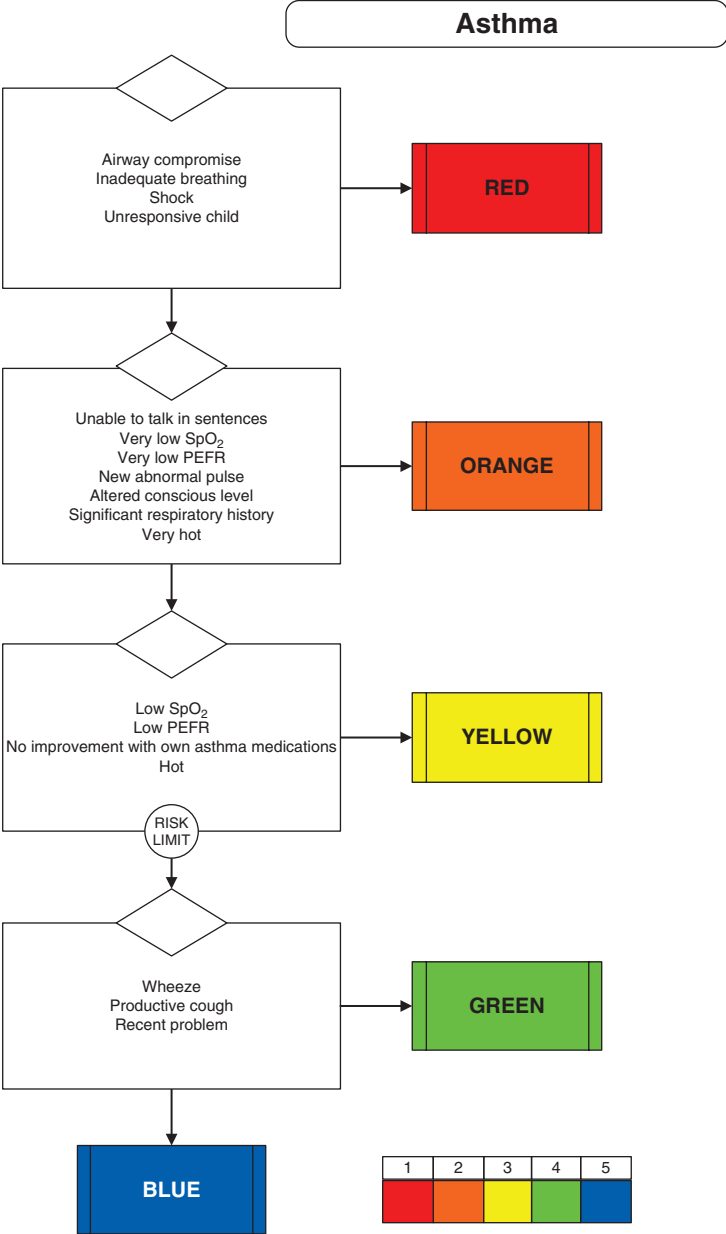 Asthma
Airway compromise
Inadequate breathing
Shock
Unresponsive child
RED
Unable to talk in sentences
Very low SpO₂
Very low PEFR
New abnormal pulse
Altered conscious level
Significant respiratory history
Very hot
ORANGE
Low SpO₂
Low PEFR
No improvement with own asthma medications
Hot
YELLOW
RISK
LIMIT
Wheeze
Productive cough
Recent problem
GREEN
BLUE
1 2 3 4 5